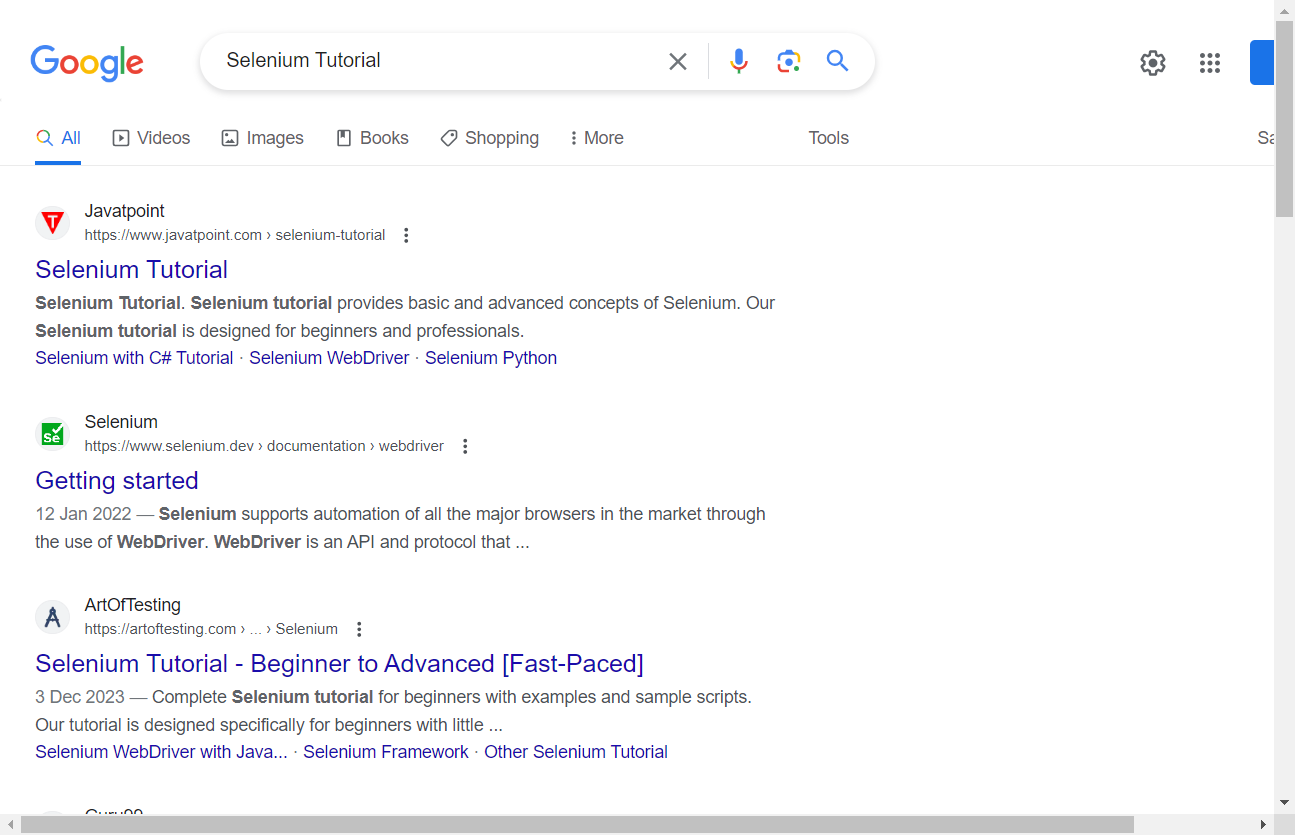 Google
Selenium Tutorial
All
Videos
Images
Books
Shopping
More
Tools
T
Javatpoint
https://www.javatpoint.com › selenium-tutorial
Selenium Tutorial
Selenium Tutorial. Selenium tutorial provides basic and advanced concepts of Selenium. Our
Selenium tutorial is designed for beginners and professionals.
Selenium with C# Tutorial · Selenium WebDriver · Selenium Python
Se
Selenium
https://www.selenium.dev › documentation › webdriver
Getting started
12 Jan 2022 — Selenium supports automation of all the major browsers in the market through
the use of WebDriver. WebDriver is an API and protocol that ...
ArtOfTesting
https://artoftesting.com › ... › Selenium
Selenium Tutorial - Beginner to Advanced [Fast-Paced]
3 Dec 2023 — Complete Selenium tutorial for beginners with examples and sample scripts.
Our tutorial is designed specifically for beginners with little ...
Selenium WebDriver with Java... · Selenium Framework · Other Selenium Tutorial